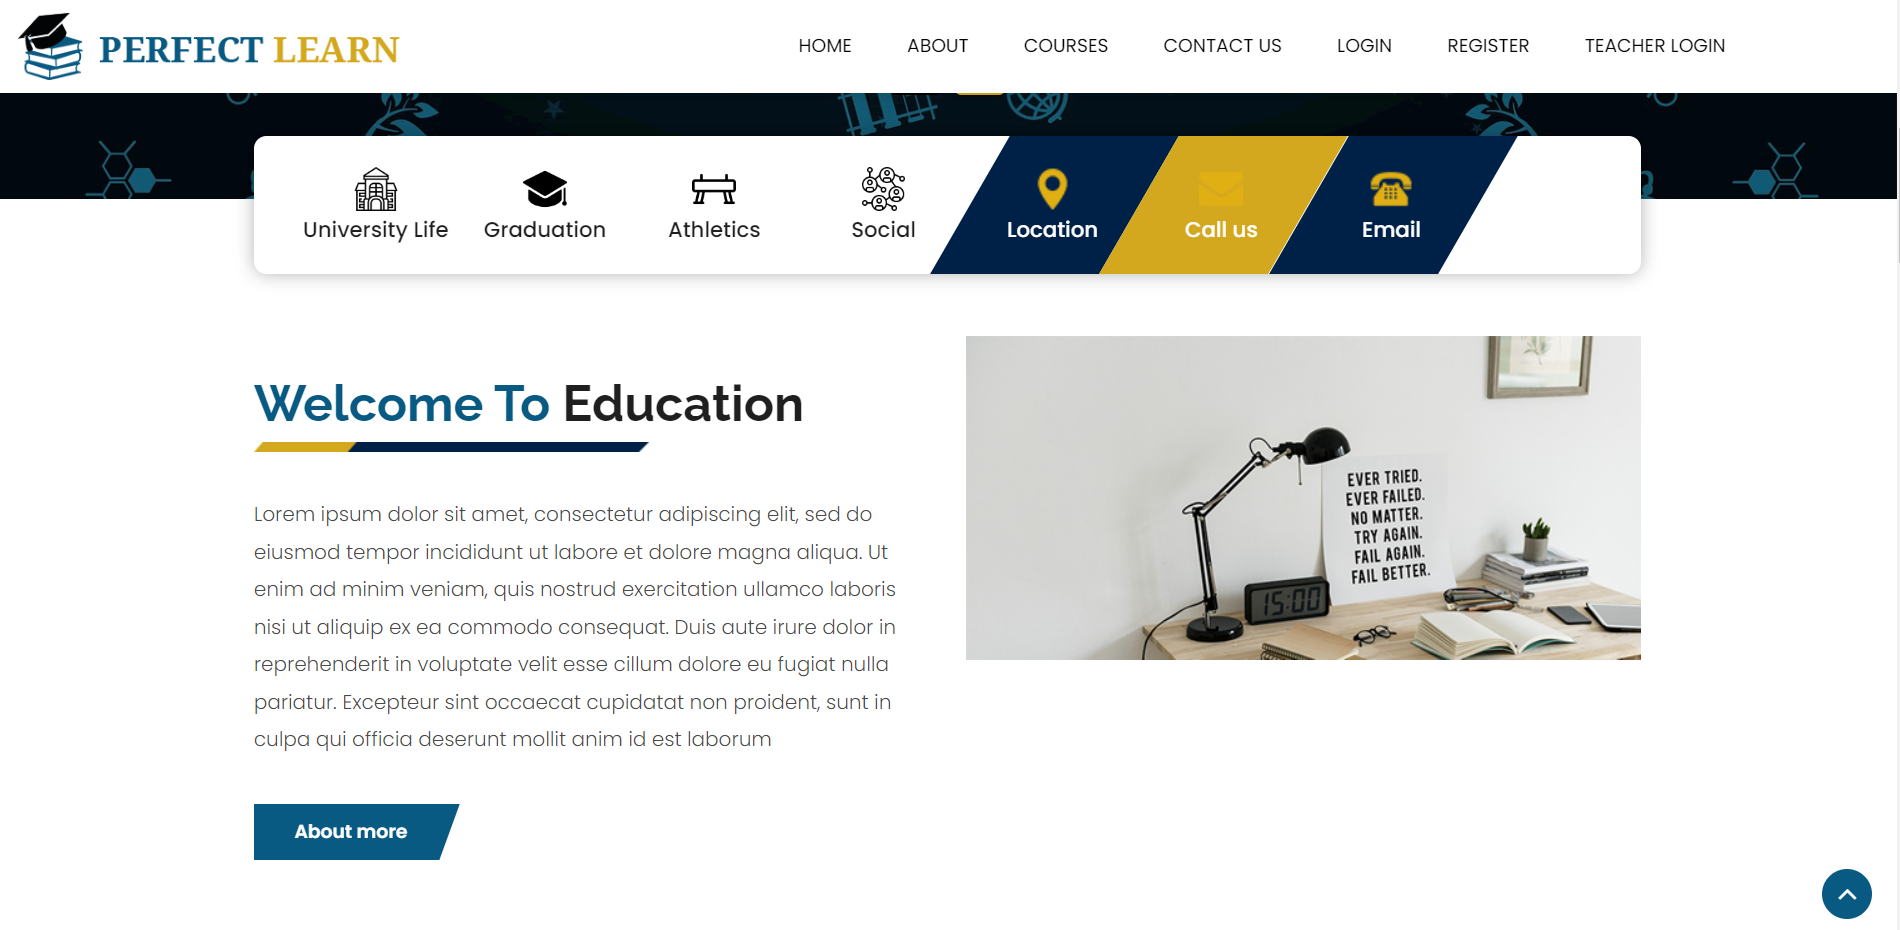 PERFECT LEARN
HOME ABOUT COURSES CONTACT US LOGIN REGISTER TEACHER LOGIN
University Life Graduation Athletics Social Location Call us Email
Welcome To Education
Lorem ipsum dolor sit amet, consectetur adipiscing elit, sed do
eiusmod tempor incididunt ut labore et dolore magna aliqua. Ut
enim ad minim veniam, quis nostrud exercitation ullamco laboris
nisi ut aliquip ex ea commodo consequat. Duis aute irure dolor in
reprehenderit in voluptate velit esse cillum dolore eu fugiat nulla
pariatur. Excepteur sint occaecat cupidatat non proident, sunt in
culpa qui officia deserunt mollit anim id est laborum
About more
EVER TRIED.
EVER FAILED.
NO MATTER.
TRY AGAIN.
FAIL AGAIN.
FAIL BETTER.
15:00